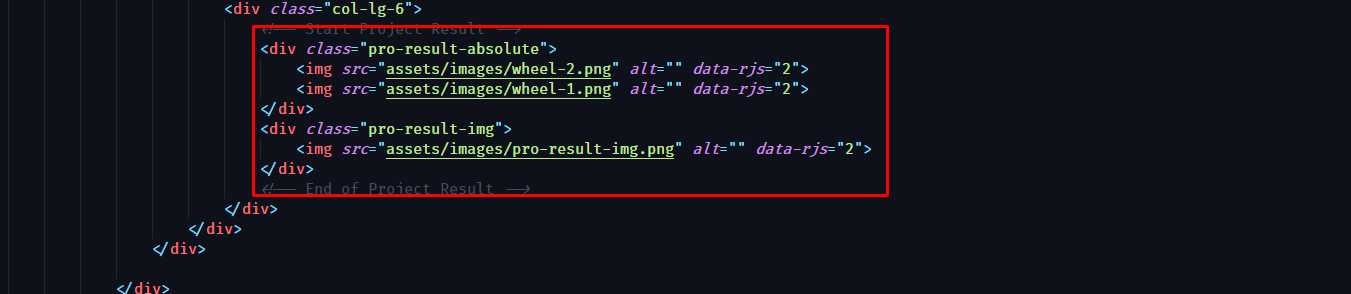 <div class="col-lg-6">
<!-- Start Project Result -->
<div class="pro-result-absolute">
<img src="assets/images/wheel-2.png" alt="" data-rjs="2">
<img src="assets/images/wheel-1.png" alt="" data-rjs="2">
</div>
<div class="pro-result-img">
<img src="assets/images/pro-result-img.png" alt="" data-rjs="2">
</div>
<!-- End of Project Result -->
</div>
</div>
</div>
</div>